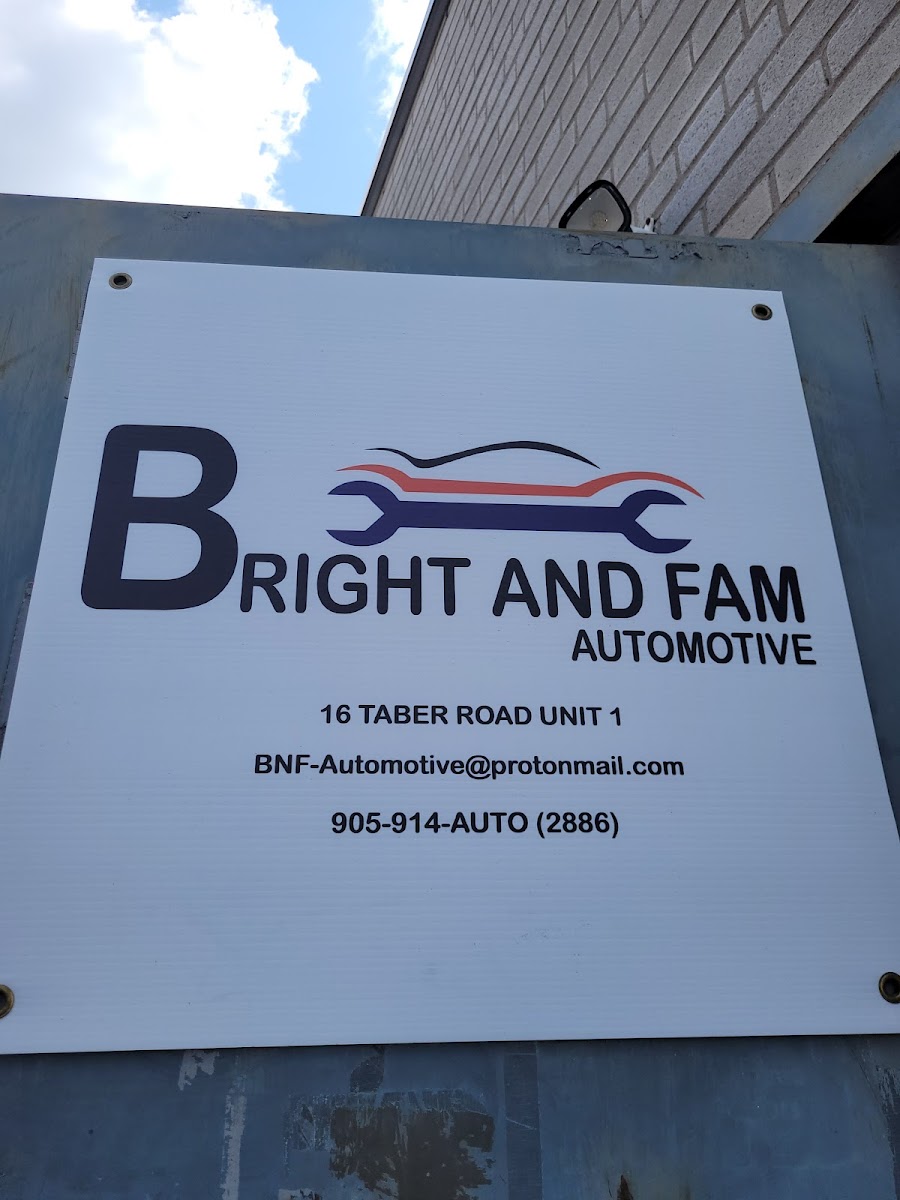 BRIGHT AND FAM
AUTOMOTIVE
16 TABER ROAD UNIT 1
BNF-Automotive@protonmail.com
905-914-AUTO (2886)